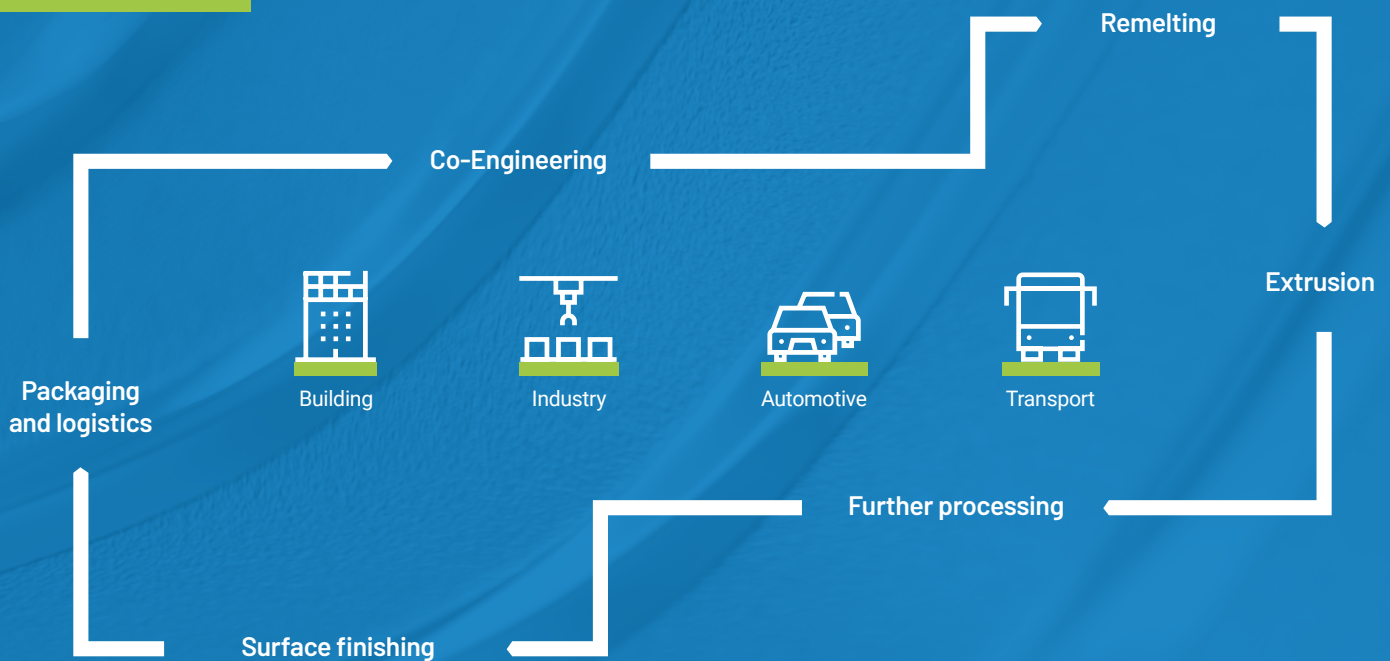 Remelting
Co-Engineering
Extrusion
Packaging
and logistics
Building
Industry
Automotive
Transport
Further processing
Surface finishing